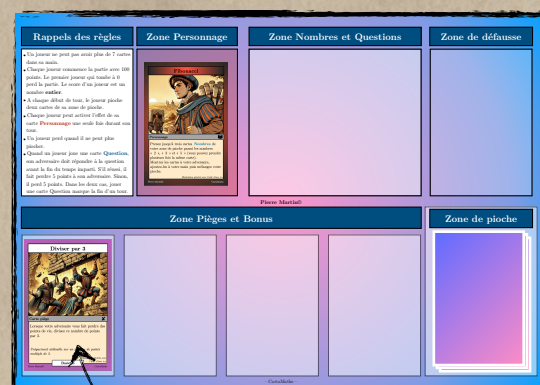 Rappels des règles
Zone Personnage
Zone Nombres et Questions
Zone de défausse
• Un joueur ne peut pas avoir plus de 7 cartes
dans sa main.
• Chaque joueur commence la partie avec 100
points. Le premier joueur qui tombe à 0
perd la partie. Le score d'un joueur est un
nombre entier.
• A chaque début de tour, le joueur pioche
deux cartes de sa zone de pioche.
• Chaque joueur peut activer l'effet de sa
carte Personnage une seule fois durant son
tour.
• Un joueur perd quand il ne peut plus
piocher.
• Quand un joueur joue une carte Question,
son adversaire doit répondre à la question
avant la fin du temps imparti. S'il réussi, il
fait perdre 5 points à son adversaire. Sinon,
il perd 5 points. Dans les deux cas, jouer
une carte Question marque la fin d'un tour.
Fibonacci
Personnage
Pierre Martin©
Zone Pièges et Bonus
Zone de pioche
Diviser par 3
Carte piège
Lorsque votre adversaire vous fait perdre des
points de vie, divisez ce nombre de points
par 3.
multiple de 3
- CartaMaths -